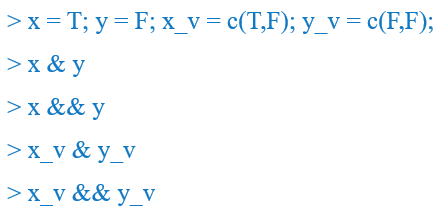 > x = T; y = F; x_v = c(T,F); y_v = c(F,F);
> x & y
> x && y
> x_v & y_v
> x_v && y_v